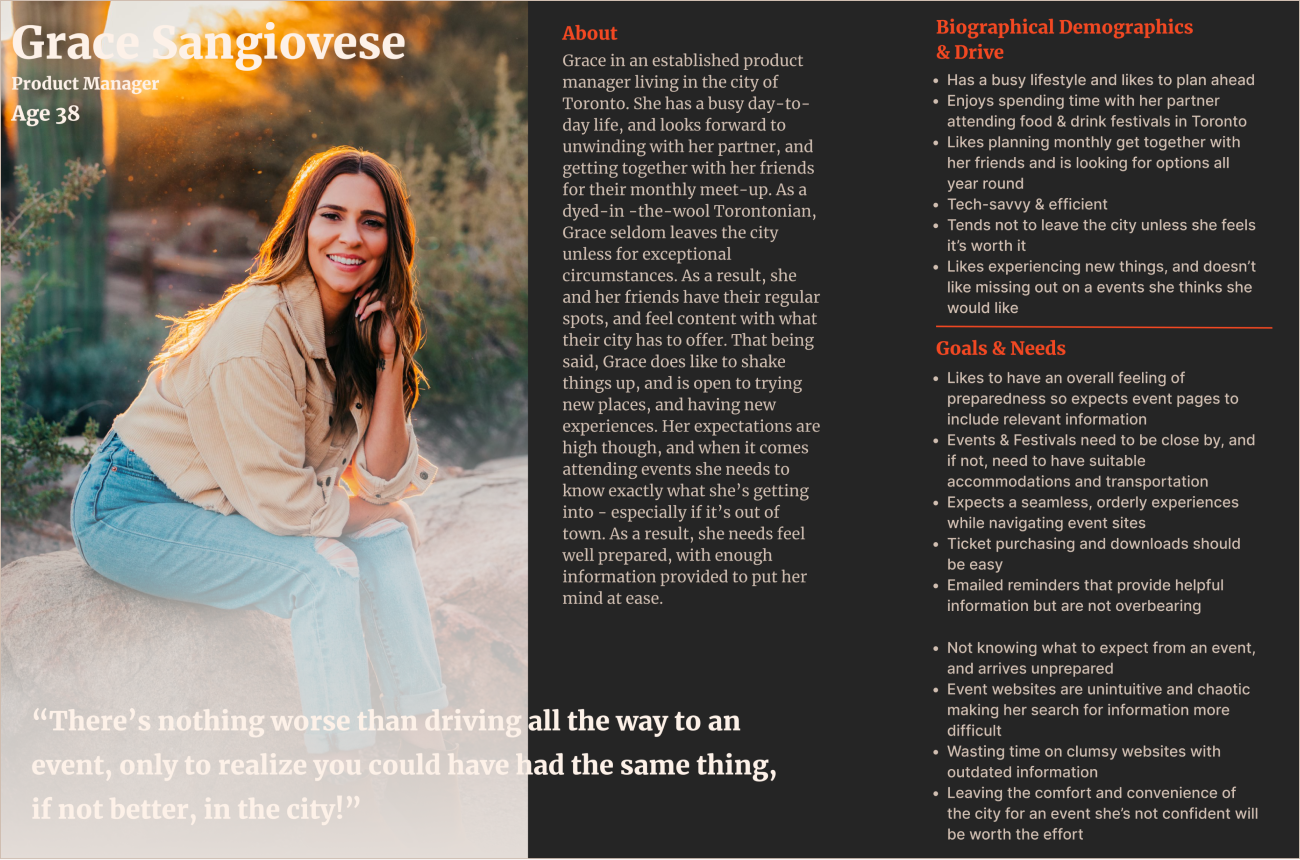 Grace Sangiovese
Product Manager
Age 38
About
Grace in an established product
manager living in the city of
Toronto. She has a busy day-to-
day life, and looks forward to
unwinding with her partner, and
getting together with her friends
for their monthly meet-up. As a
dyed-in -the-wool Torontonian,
Grace seldom leaves the city
unless for exceptional
circumstances. As a result, she
and her friends have their regular
spots, and feel content with what
their city has to offer. That being
said, Grace does like to shake
things up, and is open to trying
new places, and having new
experiences. Her expectations are
high though, and when it comes
attending events she needs to
know exactly what she’s getting
into - especially if it’s out of
town. As a result, she needs feel
well prepared, with enough
information provided to put her
mind at ease.
“There’s nothing worse than driving all the way to an
event, only to realize you could have had the same thing,
if not better, in the city!”
Biographical Demographics
& Drive
• Has a busy lifestyle and likes to plan ahead
• Enjoys spending time with her partner
attending food & drink festivals in Toronto
• Likes planning monthly get together with
her friends and is looking for options all
year round
• Tech-savvy & efficient
• Tends not to leave the city unless she feels
it’s worth it
• Likes experiencing new things, and doesn’t
like missing out on a events she thinks she
would like
Goals & Needs
• Likes to have an overall feeling of
preparedness so expects event pages to
include relevant information
• Events & Festivals need to be close by, and
if not, need to have suitable
accommodations and transportation
• Expects a seamless, orderly experiences
while navigating event sites
• Ticket purchasing and downloads should
be easy
• Emailed reminders that provide helpful
information but are not overbearing
• Not knowing what to expect from an event,
and arrives unprepared
• Event websites are unintuitive and chaotic
making her search for information more
difficult
• Wasting time on clumsy websites with
outdated information
• Leaving the comfort and convenience of
the city for an event she’s not confident will
be worth the effort